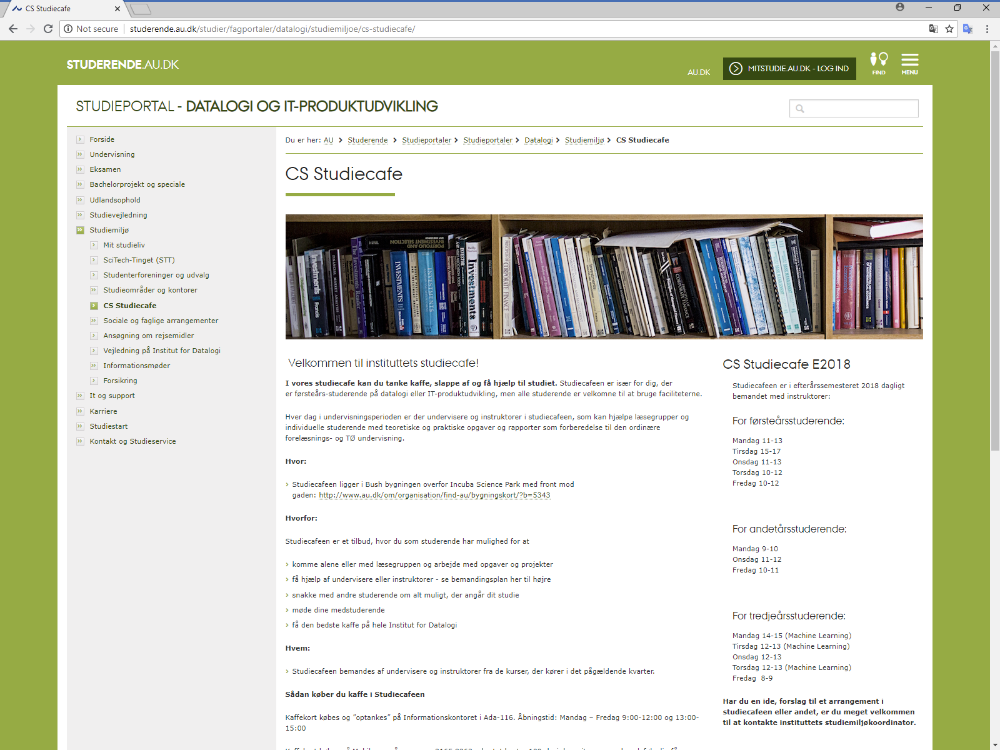 CS Studiecafe
Not secure
studerende.au.dk/studier/fagportaler/datalogi/studiemiljoe/cs-studiecafe/
STUDERENDE.AU.DK
AU.DK
MITSTUDIE.AU.DK - LOG IND
FIND
MENU
STUDIEPORTAL - DATALOGI OG IT-PRODUKTUDVIKLING
Forside
Undervisning
Eksamen
Bachelorprojekt og speciale
Udlandsophold
Studievejledning
Studiemiljø
Mit studieliv
SciTech-Tinget (STT)
Studenterforeninger og udvalg
Studieområder og kontorer
CS Studiecafe
Sociale og faglige arrangementer
Ansøgning om rejsemidler
Vejledning på Institut for Datalogi
Informationsmøder
Forsikring
It og support
Karriere
Studiestart
Kontakt og Studieservice
Du er her: AU > Studerende > Studieportaler > Studieportaler > Datalogi > Studiemiljø > CS Studiecafe
CS Studiecafe
Velkommen til instituttets studiecafe!
I vores studiecafe kan du tanke kaffe, slappe af og få hjælp til studiet. Studiecafeen er især for dig, der
er førsteårs-studerende på datalogi eller IT-produktudvikling, men alle studerende er velkomne til at bruge faciliteterne.
Hver dag i undervisningsperioden er der undervisere og instruktorer i studiecafeen, som kan hjælpe læsegrupper og
individuelle studerende med teoretiske og praktiske opgaver og rapporter som forberedelse til den ordinære
forelæsnings- og TØ undervisning.
Hvor:
Studiecafeen ligger i Bush bygningen overfor Incuba Science Park med front mod
gaden: http://www.au.dk/om/organisation/find-au/bygningskort/?b=5343
Hvorfor:
Studiecafeen er et tilbud, hvor du som studerende har mulighed for at
komme alene eller med læsegruppen og arbejde med opgaver og projekter
få hjælp af undervisere eller instruktorer - se bemandingsplan her til højre
snakke med andre studerende om alt muligt, der angår dit studie
møde dine medstuderende
få den bedste kaffe på hele Institut for Datalogi
Hvem:
Studiecafeen bemandes af undervisere og instruktorer fra de kurser, der kører i det pågældende kvarter.
Sådan køber du kaffe i Studiecafeen
Kaffekort købes og ”optankes” på Informationskontoret i Ada-116. Åbningstid: Mandag – Fredag 9:00-12:00 og 13:00-
15:00
CS Studiecafe E2018
Studiecafeen er i efterårssemesteret 2018 dagligt
bemandet med instruktorer:
For førsteårsstuderende:
Mandag 11-13
Tirsdag 15-17
Onsdag 11-13
Torsdag 10-12
Fredag 10-12
For andetårsstuderende:
Mandag 9-10
Onsdag 11-12
Fredag 10-11
For tredjeårsstuderende:
Mandag 14-15 (Machine Learning)
Tirsdag 12-13 (Machine Learning)
Onsdag 12-13
Torsdag 12-13 (Machine Learning)
Fredag 8-9
Har du en ide, forslag til et arrangement i
studiecafeen eller andet, er du meget velkommen
til at kontakte instituttets studiemiljøkoordinator.